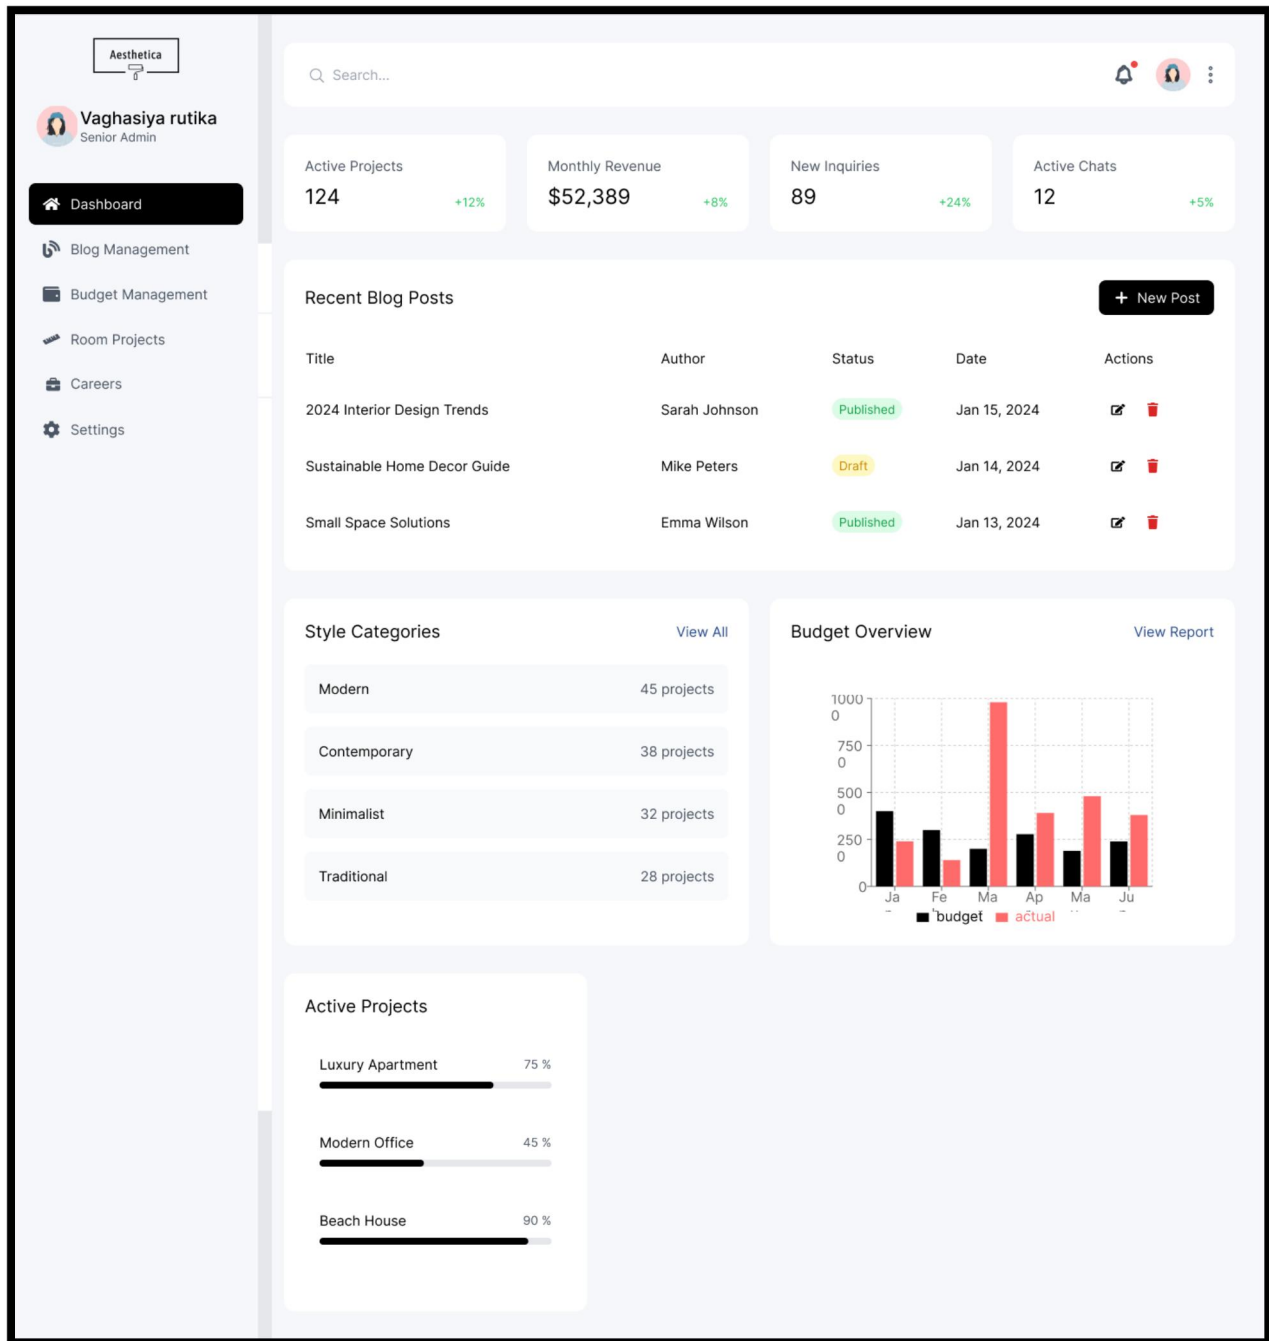 Aesthetica
Vaghasiya rutika
Senior Admin
Dashboard
Blog Management
Budget Management
Room Projects
Careers
Settings
Search...
Active Projects
124
+12%
Monthly Revenue
$52,389
+8%
New Inquiries
89
+24%
Active Chats
12
+5%
Recent Blog Posts
+ New Post
Title Author Status Date Actions
2024 Interior Design Trends Sarah Johnson Published Jan 15, 2024
Sustainable Home Decor Guide Mike Peters Draft Jan 14, 2024
Small Space Solutions Emma Wilson Published Jan 13, 2024
Style Categories View All
Modern 45 projects
Contemporary 38 projects
Minimalist 32 projects
Traditional 28 projects
Budget Overview View Report
1000
0
750
0
500
0
250
0
0
Ja Fe Ma Ap Ma Ju
budget actual
Active Projects
Luxury Apartment 75 %
Modern Office 45 %
Beach House 90 %